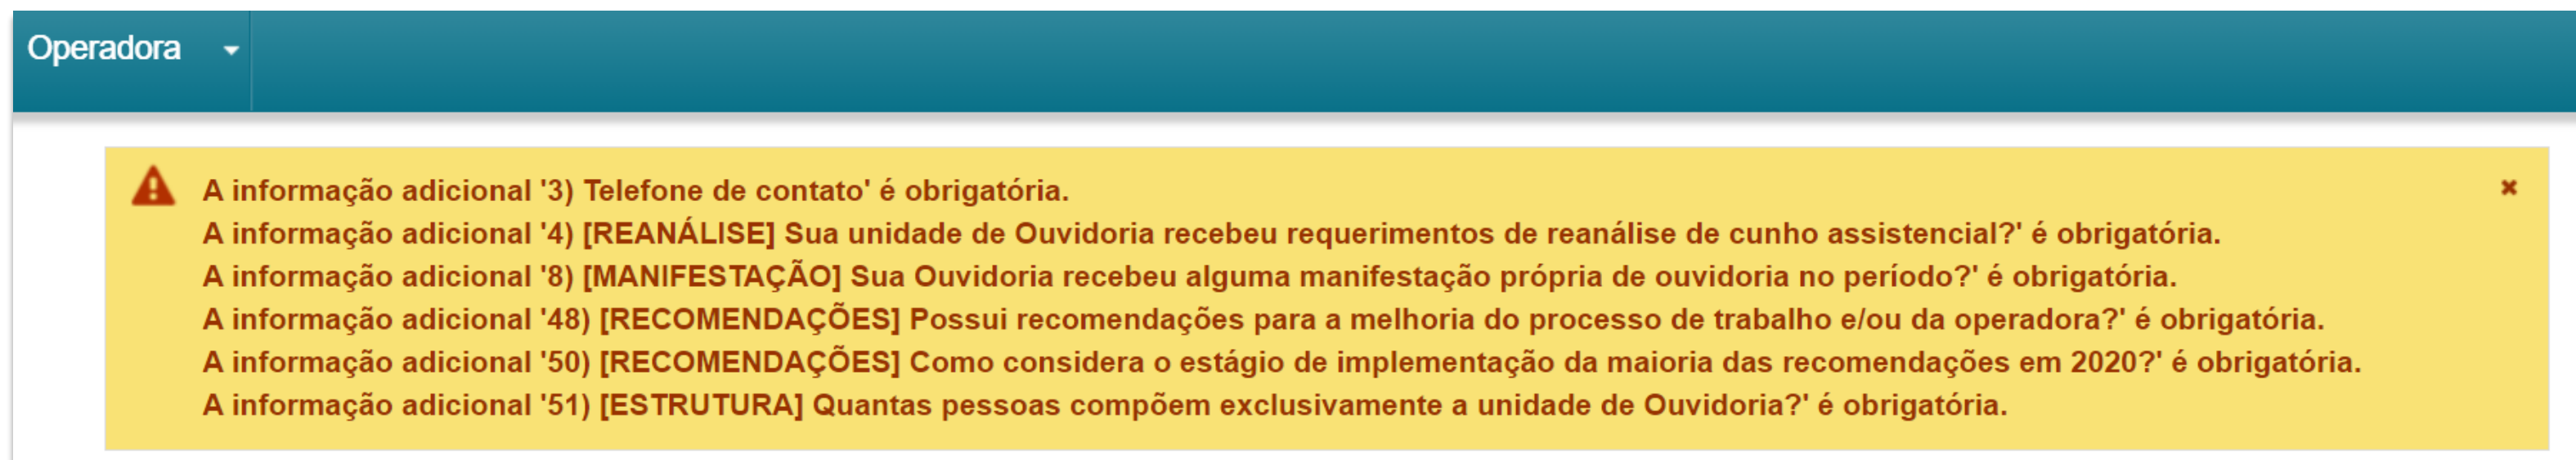 Operadora
A informação adicional '3) Telefone de contato' é obrigatória.
A informação adicional '4) [REANÁLISE] Sua unidade de Ouvidoria recebeu requerimentos de reanálise de cunho assistencial?' é obrigatória.
A informação adicional '8) [MANIFESTAÇÃO] Sua Ouvidoria recebeu alguma manifestação própria de ouvidoria no período?' é obrigatória.
A informação adicional '48) [RECOMENDAÇÕES] Possui recomendações para a melhoria do processo de trabalho e/ou da operadora?' é obrigatória.
A informação adicional '50) [RECOMENDAÇÕES] Como considera o estágio de implementação da maioria das recomendações em 2020?' é obrigatória.
A informação adicional '51) [ESTRUTURA] Quantas pessoas compõem exclusivamente a unidade de Ouvidoria?' é obrigatória.